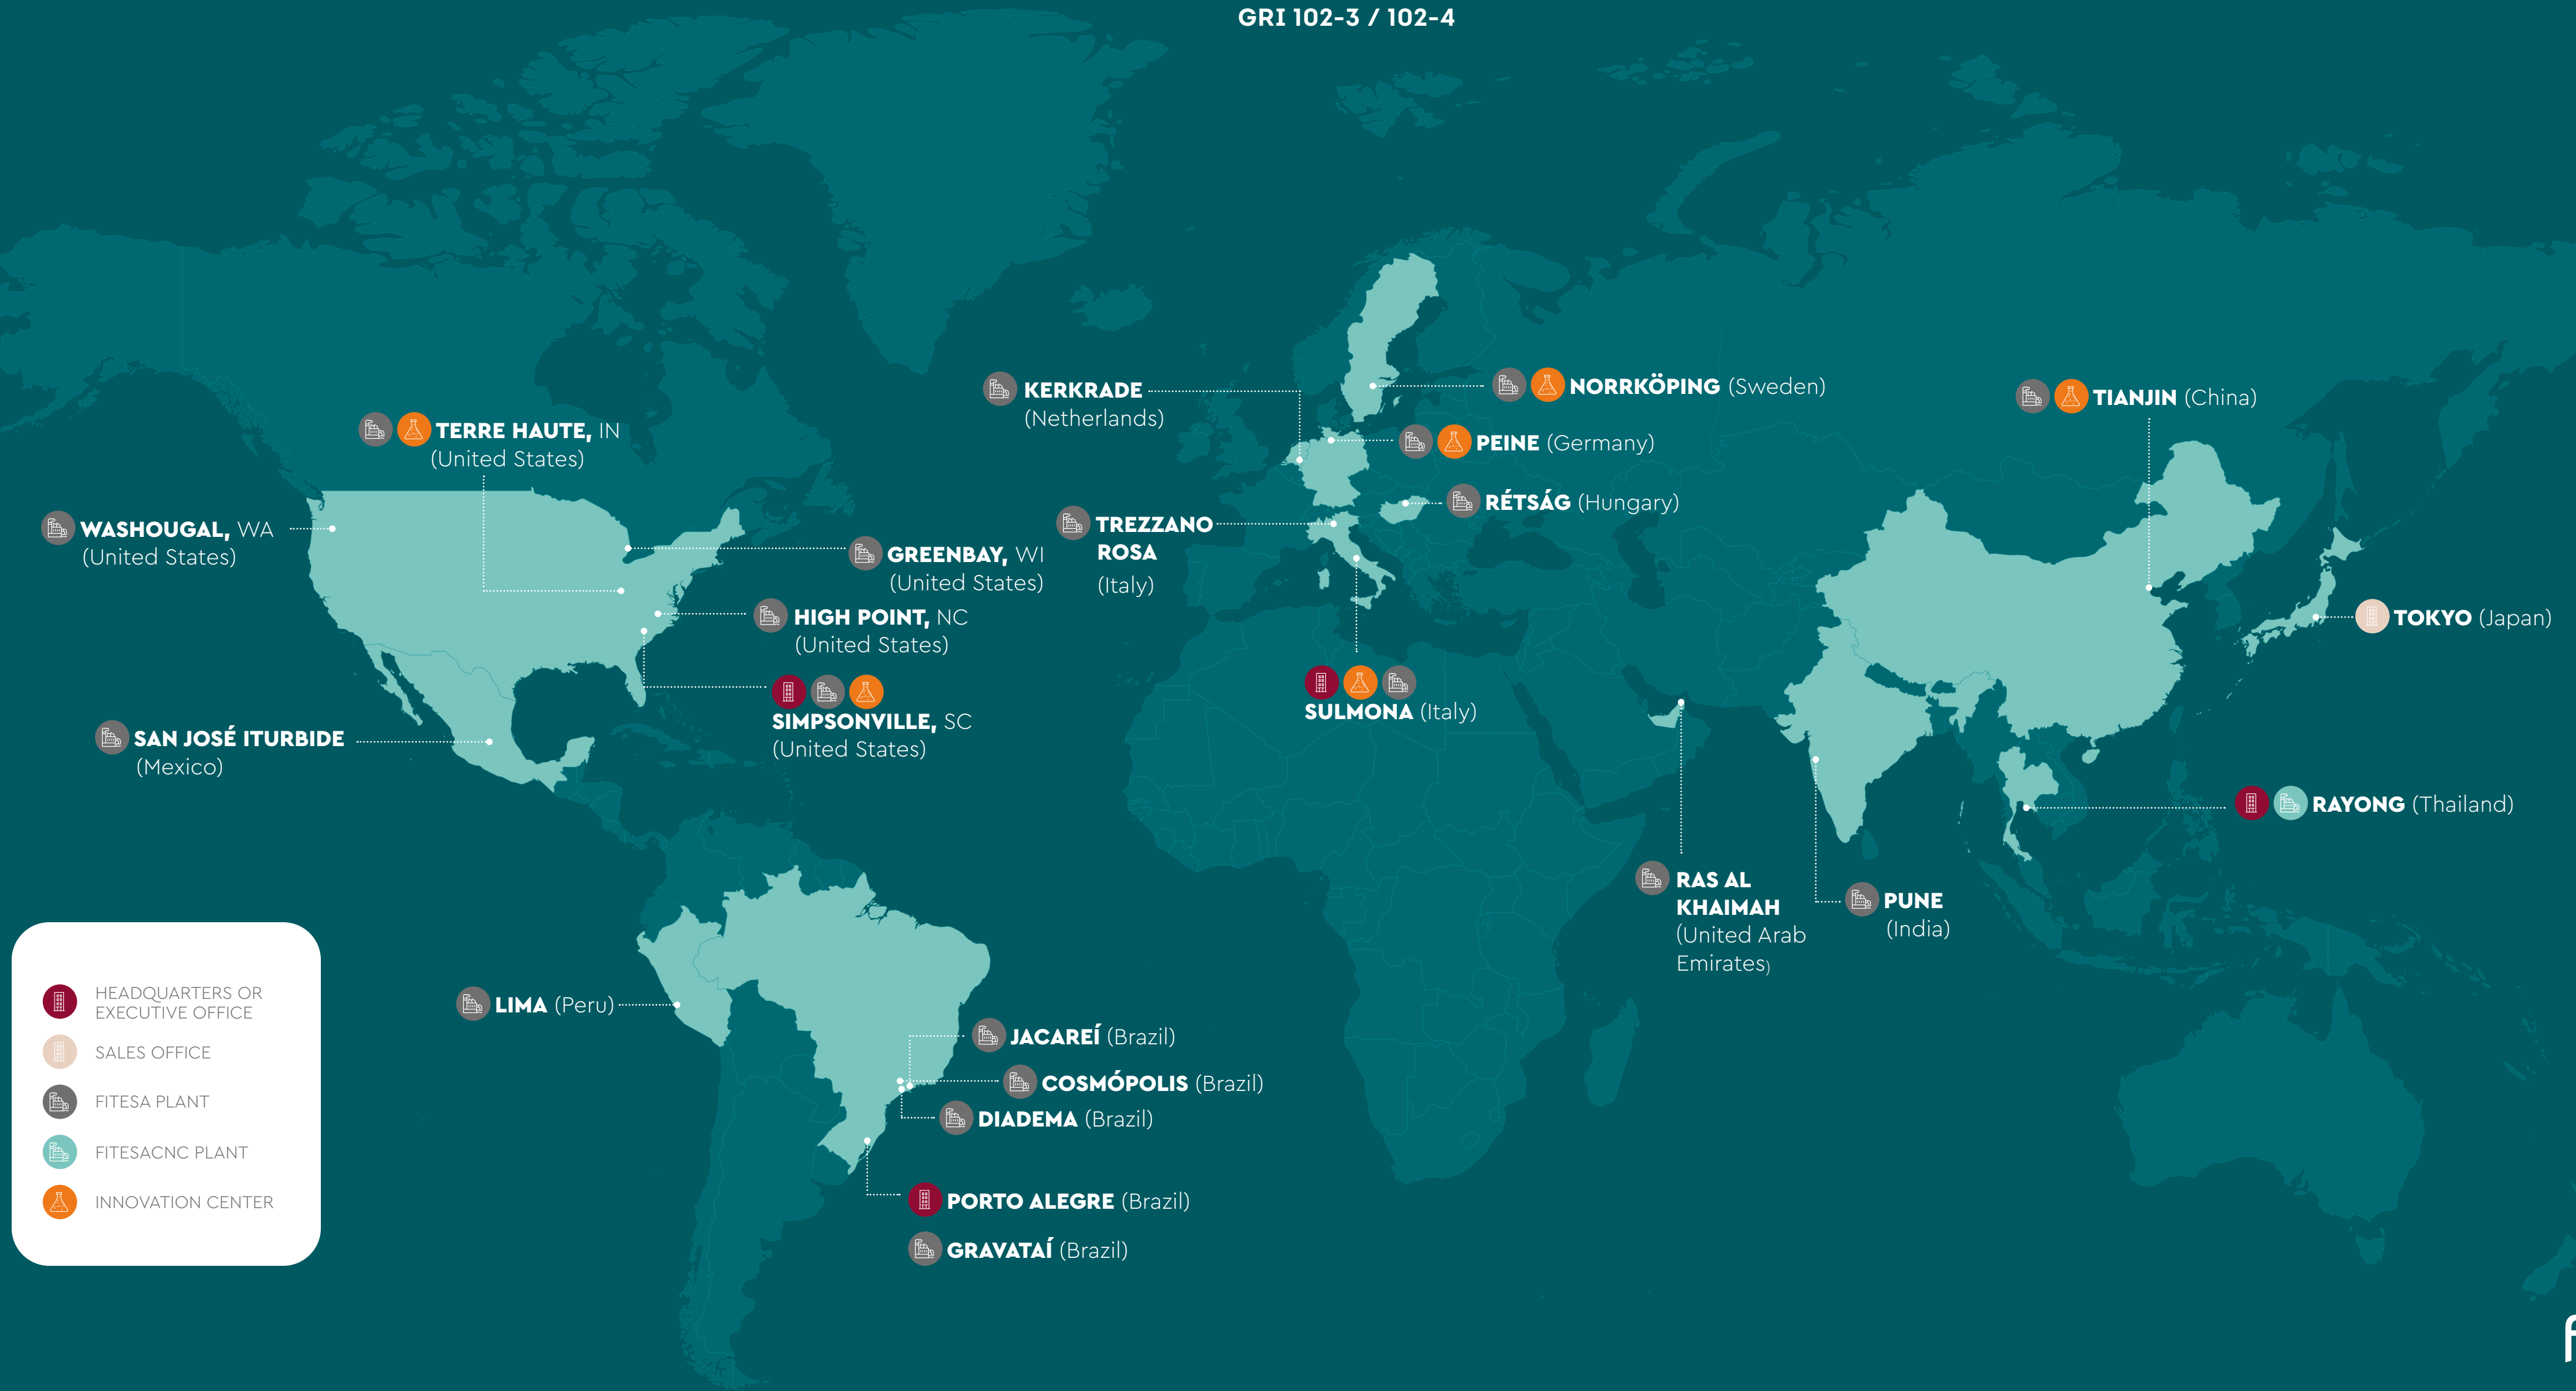 GRI 102-3 / 102-4
KERKRADE
(Netherlands)
NORRKÖPING (Sweden)
TIANJIN (China)
TERRE HAUTE, IN
(United States)
PEINE (Germany)
RÉTSÁG (Hungary)
WASHOUGAL, WA
(United States)
TREZZANO
ROSA
(Italy)
GREENBAY, WI
(United States)
HIGH POINT, NC
(United States)
TOKYO (Japan)
SIMPSONVILLE, SC
(United States)
SULMONA (Italy)
SAN JOSÉ ITURBIDE
(Mexico)
RAYONG (Thailand)
RAS AL
KHAIMAH
(United Arab
Emirates)
PUNE
(India)
LIMA (Peru)
JACAREÍ (Brazil)
COSMÓPOLIS (Brazil)
DIADEMA (Brazil)
PORTO ALEGRE (Brazil)
GRAVATAÍ (Brazil)
HEADQUARTERS OR
EXECUTIVE OFFICE
SALES OFFICE
FITESA PLANT
FITESACNC PLANT
INNOVATION CENTER